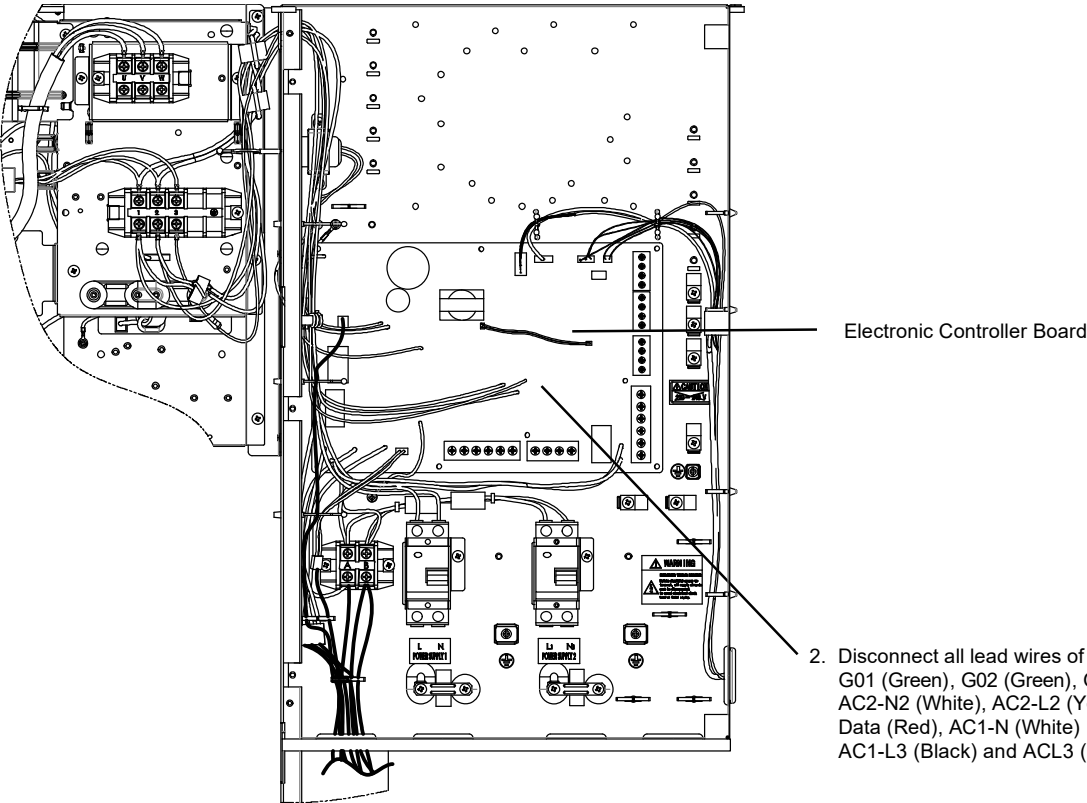 U V W
1 2 3
Electronic Controller Board
CAUTION
A B
WARNING
L N
POWER SUPPLY 1
L3 N3
POWER SUPPLY 2
2. Disconnect all lead wires of
G01 (Green), G02 (Green),
AC2-N2 (White), AC2-L2
Data (Red), AC1-N (White)
AC1-L3 (Black) and ACL3 (